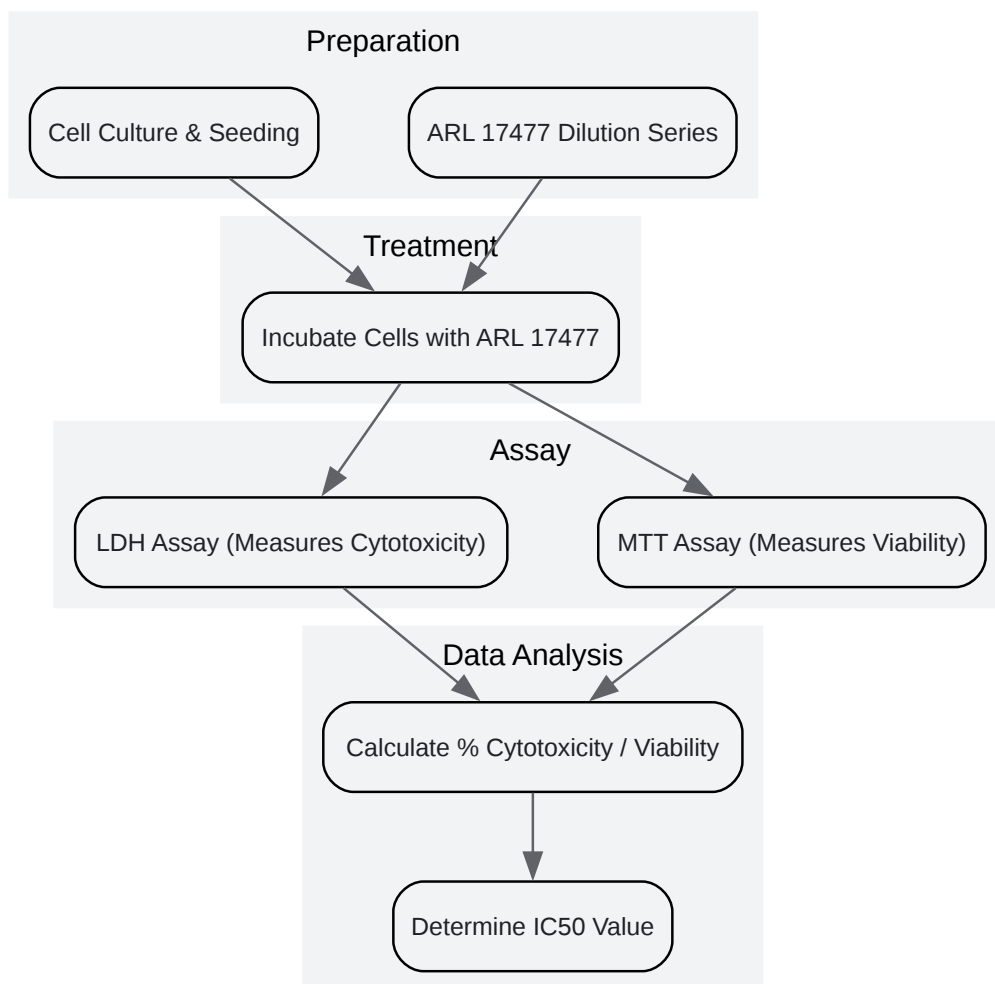 Preparation
Cell Culture & Seeding
ARL 17477 Dilution Series
Treatment
Incubate Cells with ARL 17477
Assay
LDH Assay (Measures Cytotoxicity)
MTT Assay (Measures Viability)
Data Analysis
Calculate % Cytotoxicity / Viability
Determine IC50 Value